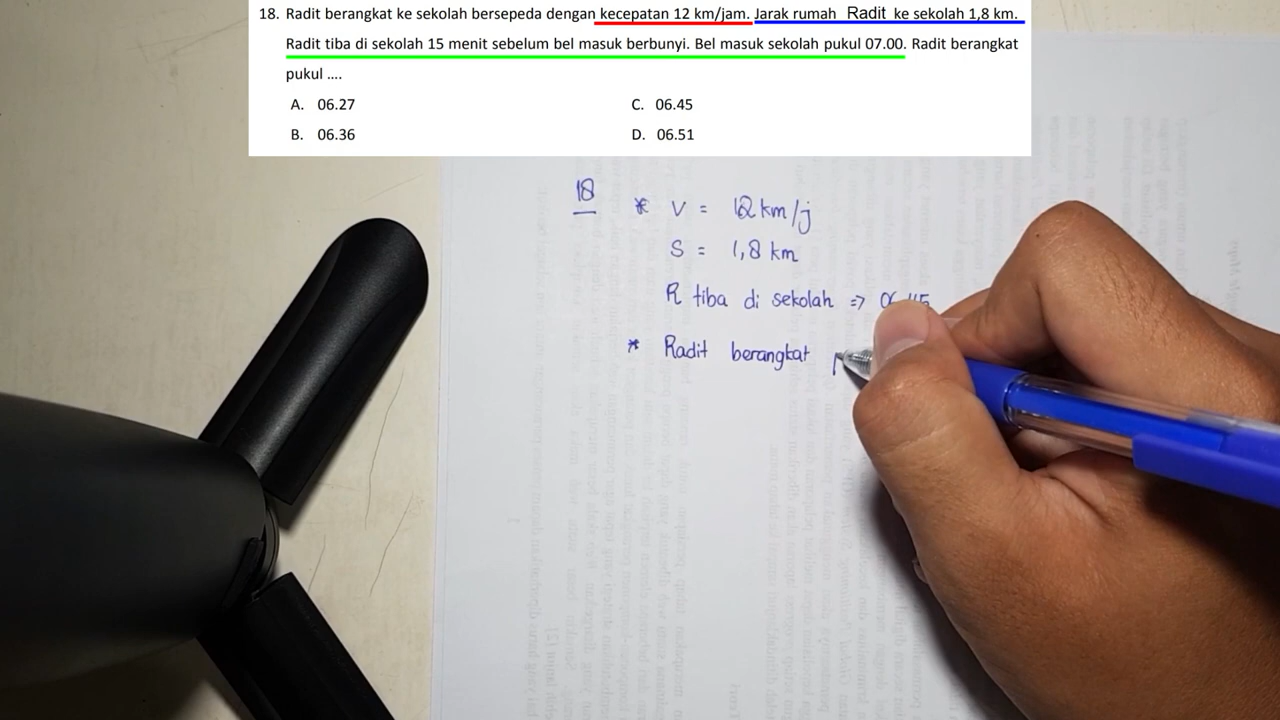 18. Radit berangkat ke sekolah bersepeda dengan kecepatan 12 km/jam. Jarak rumah Radit ke sekolah 1,8 km.
Radit tiba di sekolah 15 menit sebelum bel masuk berbunyi. Bel masuk sekolah pukul 07.00. Radit berangkat
pukul ....
A. 06.27
C. 06.45
B. 06.36
D. 06.51
18
* V = 12 km/j
S = 1,8 km
R tiba di sekolah => 06.45
* Radit berangkat